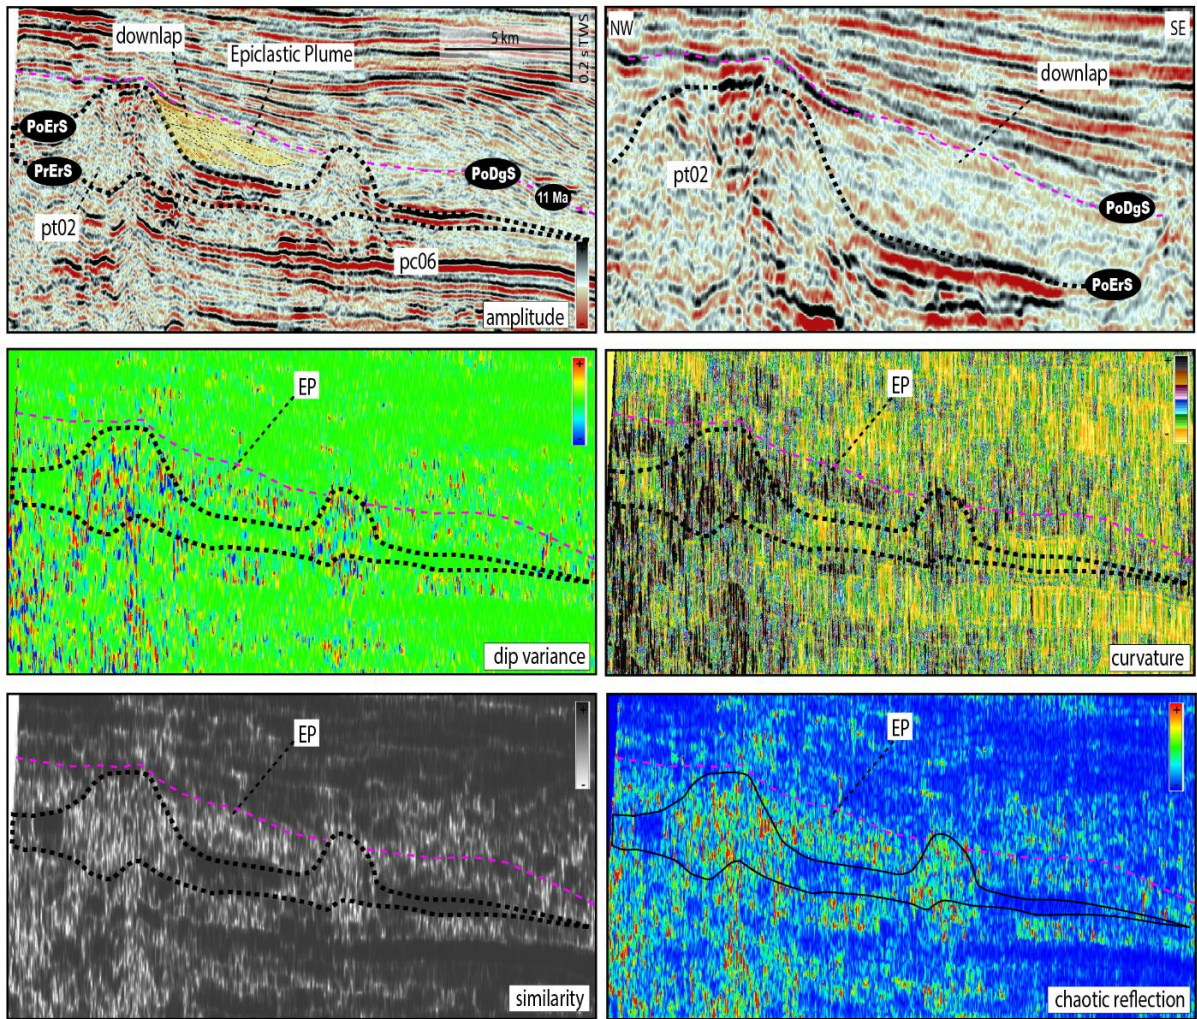 downlap
Epiclastic Plume
5 km
0.2 s TWS
PoErS
PrErS
pt02
PoDgS
11 Ma
pc06
amplitude
-
NW
SE
downlap
pt02
PoDgS
PoErS
EP
+
-
dip variance
EP
+
-
curvature
EP
+
-
similarity
EP
+
chaotic reflection